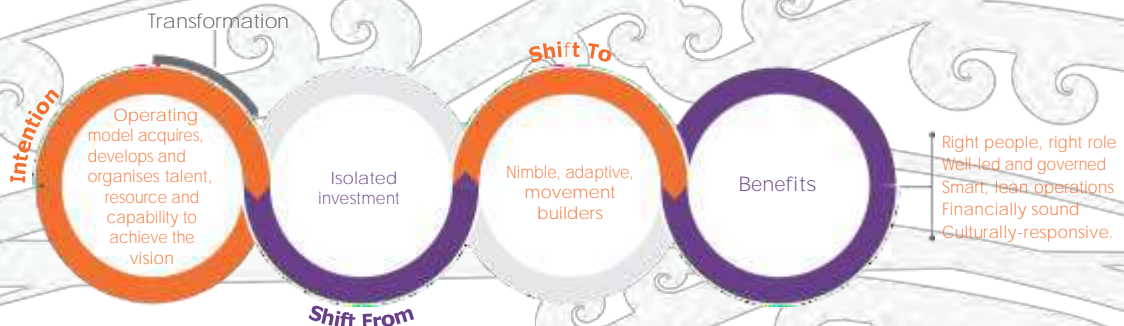 Transformation
Intention
Operating
model acquires,
develops and
organises talent,
resource and
capability to
achieve the
vision
Shift From
Isolated
investment
Shift To
Nimble, adaptive,
movement
builders
Benefits
Right people, right role
Well-led and governed
Smart, lean operations
Financially sound
Culturally-responsive.